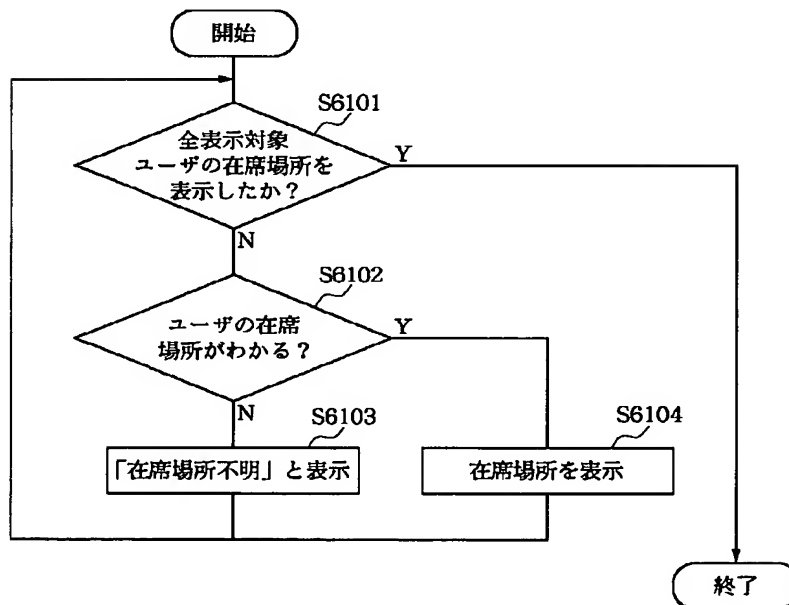 開始
S6101
全表示対象
ユーザの在席場所を
表示したか？
Y
N
S6102
ユーザの在席
場所がわかる？
Y
N
S6103
「在席場所不明」と表示
S6104
在席場所を表示
終了